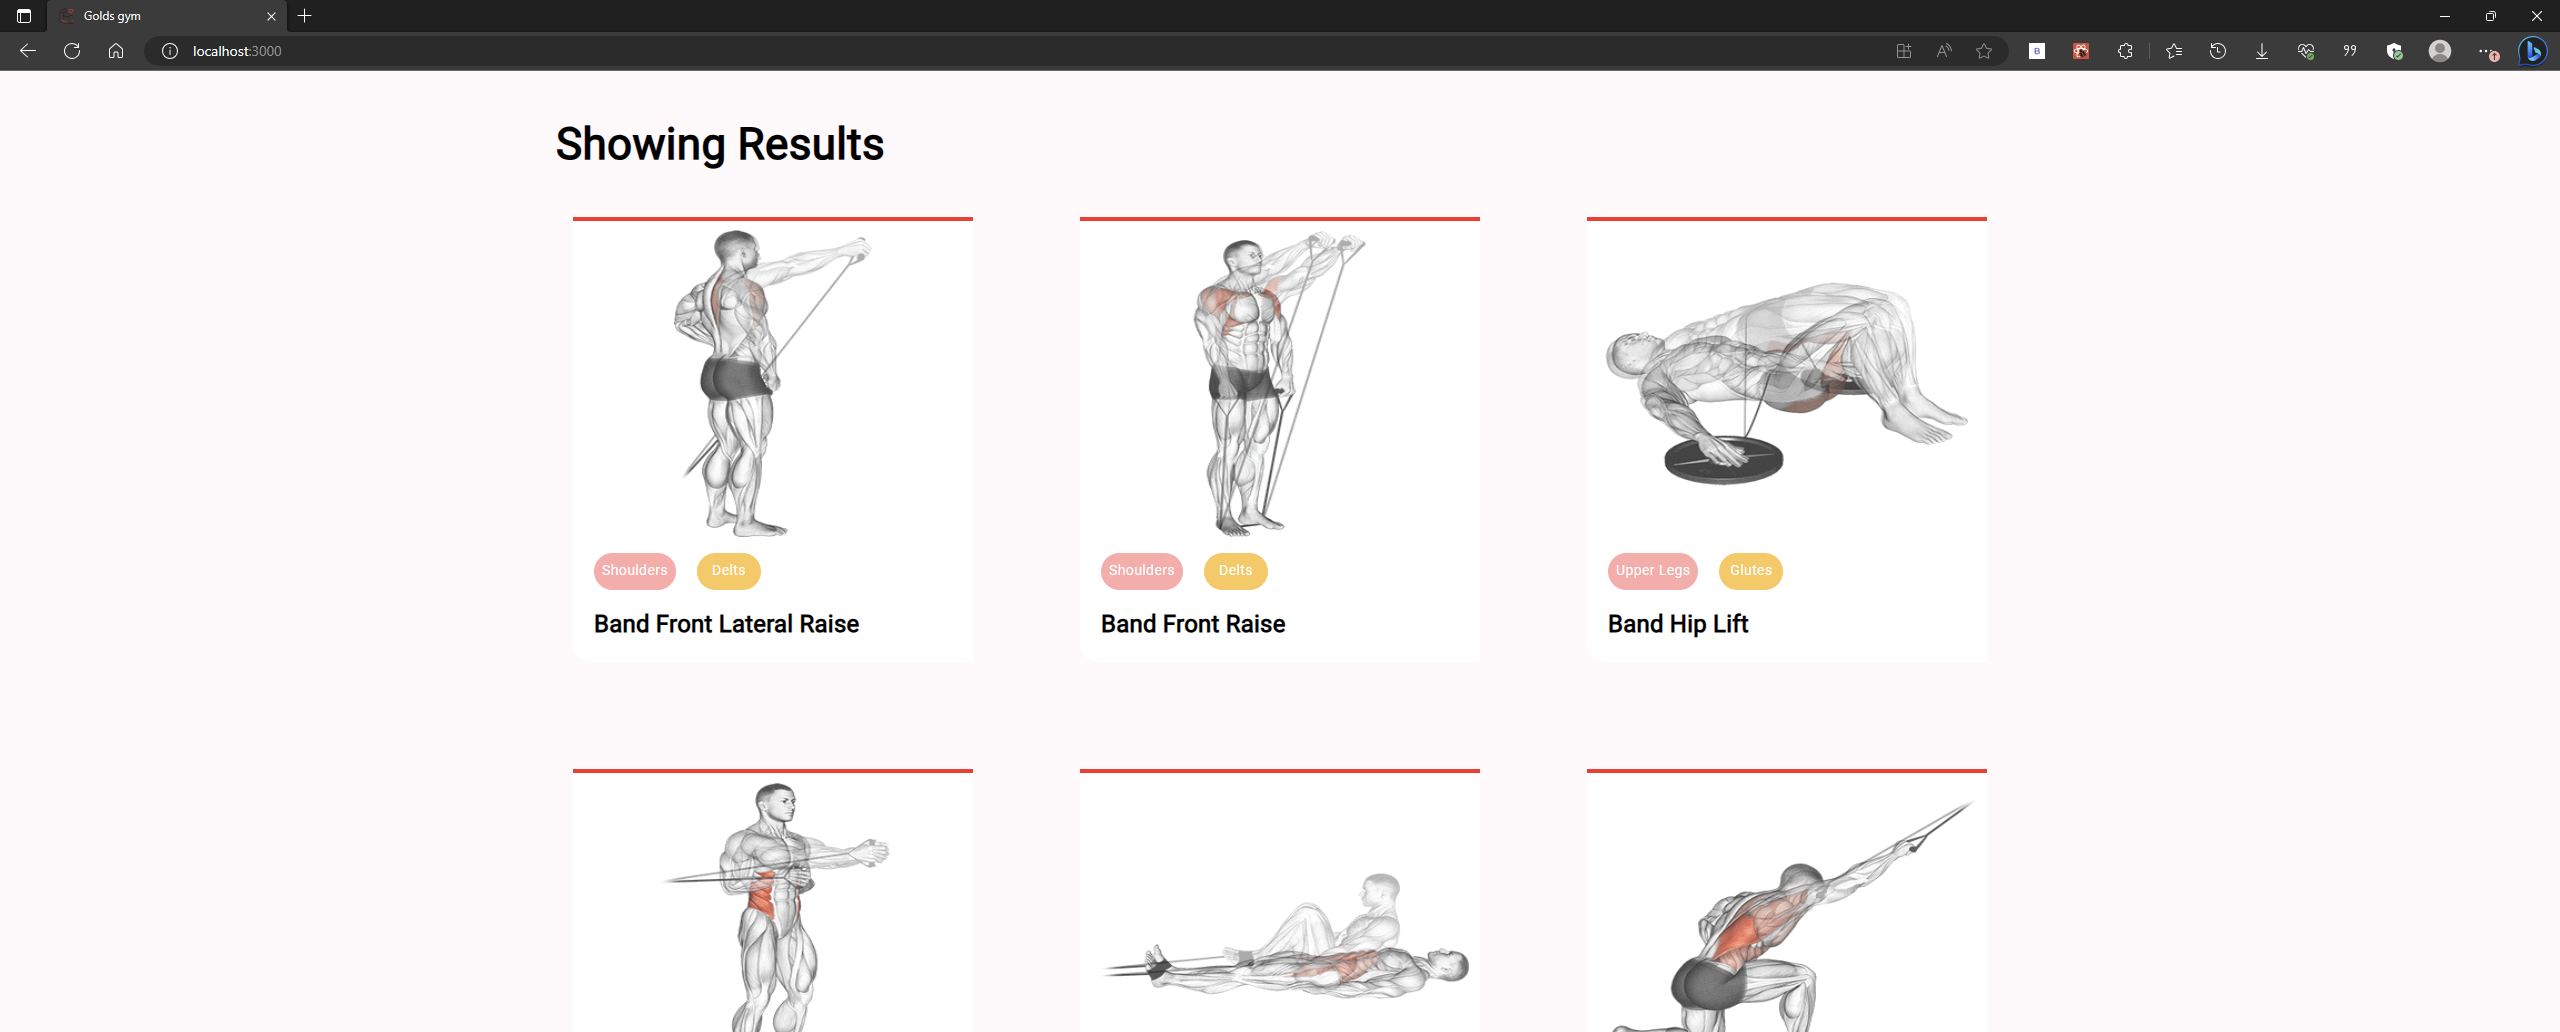 Golds gym
localhost:3000
Showing Results
Shoulders Delts
Band Front Lateral Raise
Shoulders Delts
Band Front Raise
Upper Legs Glutes
Band Hip Lift